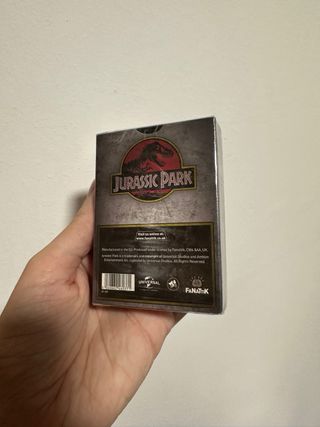 JURASSIC PARK
Visit us online at:
www.fanattik.co.uk
Manufactured in the EU. Produced under license by Fanattik, CW4 8AA, UK.
Jurassic Park is a trademark and copyright of Universal Studios and Amblin
Entertainment, Inc. Licensed by Universal Studios. All Rights Reserved.
UNIVERSAL
FaNaTtiK